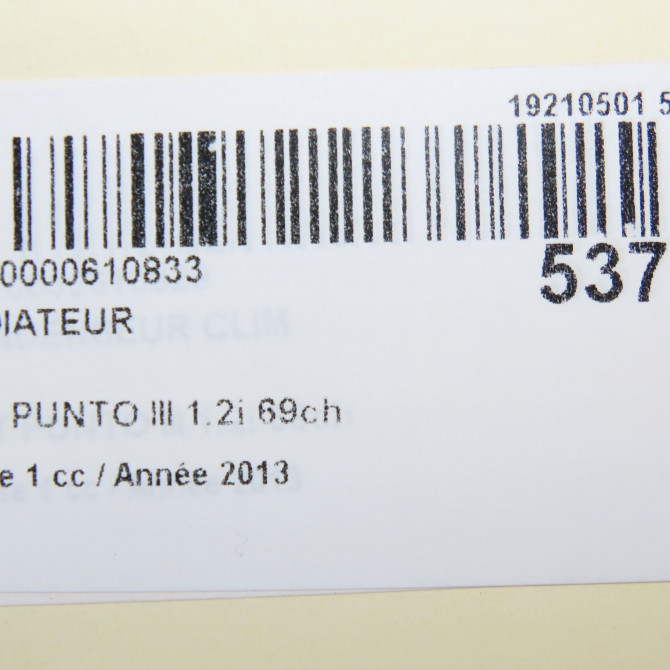 19210501 5
0000610833
537
DIATEUR
PUNTO III 1.2i 69ch
e 1 cc / Année 2013